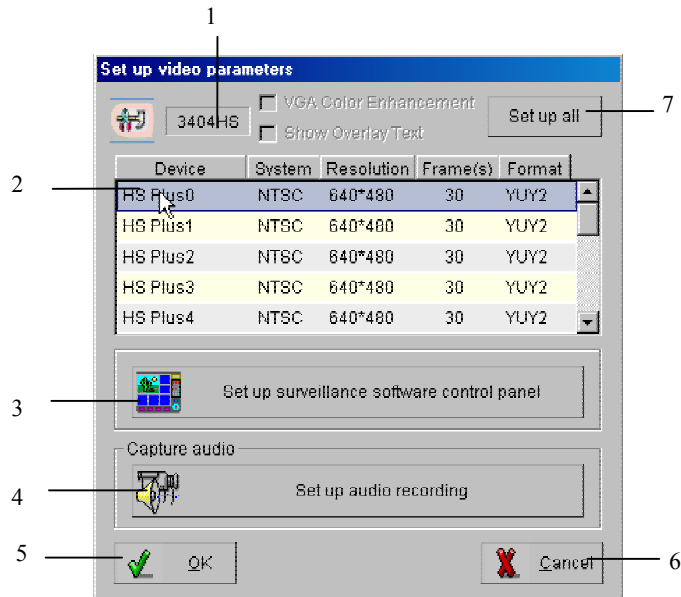 1
Set up video parameters
3404HS
VGA Color Enhancement
Show Overlay Text
Set up all
7
Device System Resolution Frame(s) Format
2
HS Plus0 NTSC 640*480 30 YUY2
HS Plus1 NTSC 640*480 30 YUY2
HS Plus2 NTSC 640*480 30 YUY2
HS Plus3 NTSC 640*480 30 YUY2
HS Plus4 NTSC 640*480 30 YUY2
3
Set up surveillance software control panel
Capture audio
4
Set up audio recording
5
OK
Cancel
6